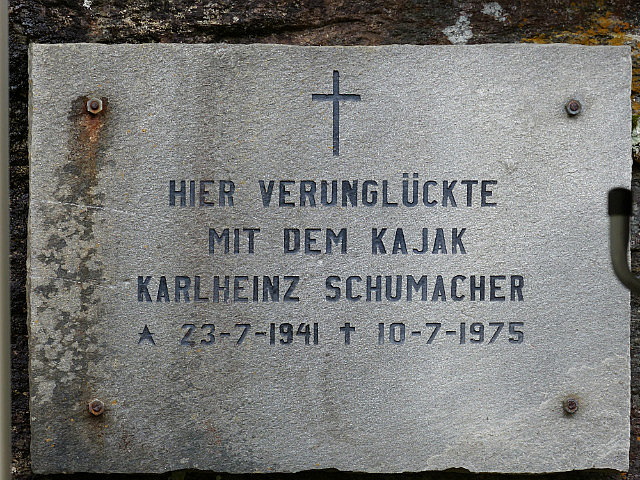 HIER VERUNGLÜCKTE
MIT DEM KAJAK
KARLHEINZ SCHUMACHER
★ 23-7-1941 ✝ 10-7-1975